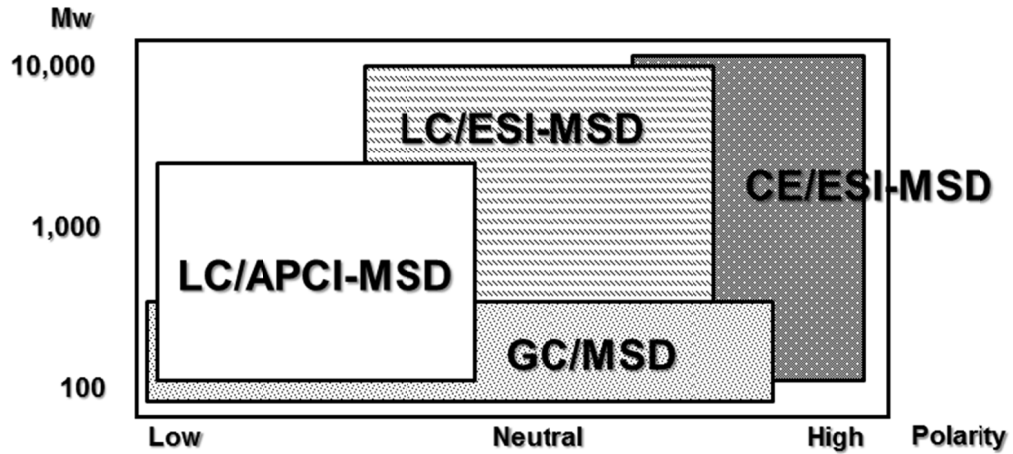 Mw
10,000
LC/ESI-MSD
CE/ESI-MSD
1,000
LC/APCI-MSD
GC/MSD
100
Low Neutral High Polarity